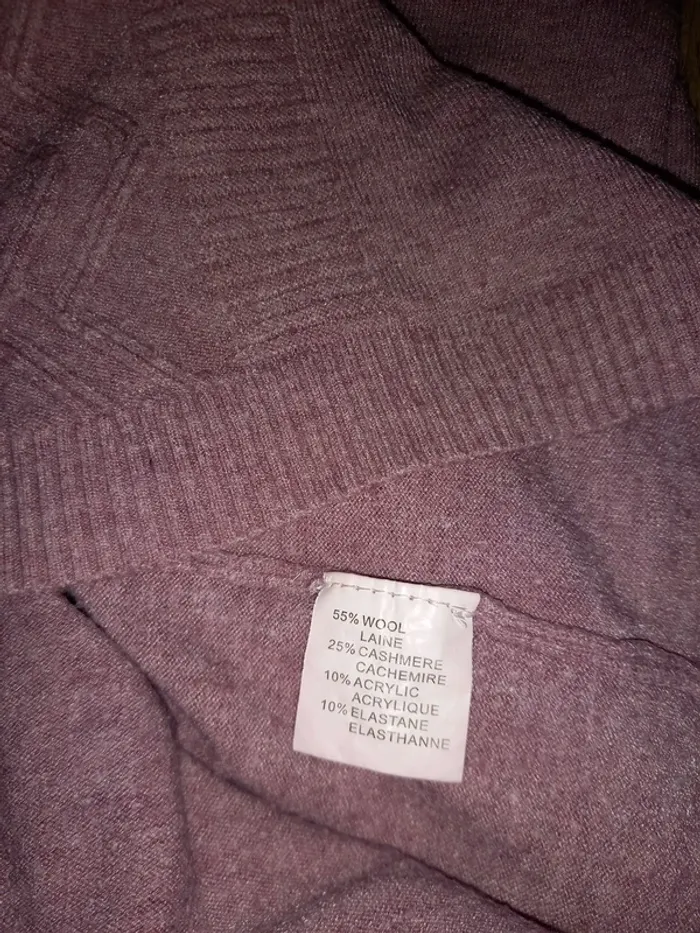 55% WOOL
LAINE
25% CASHMERE
CACHEMIRE
10% ACRYLIC
ACRYLIQUE
10% ELASTANE
ELASTHANNE